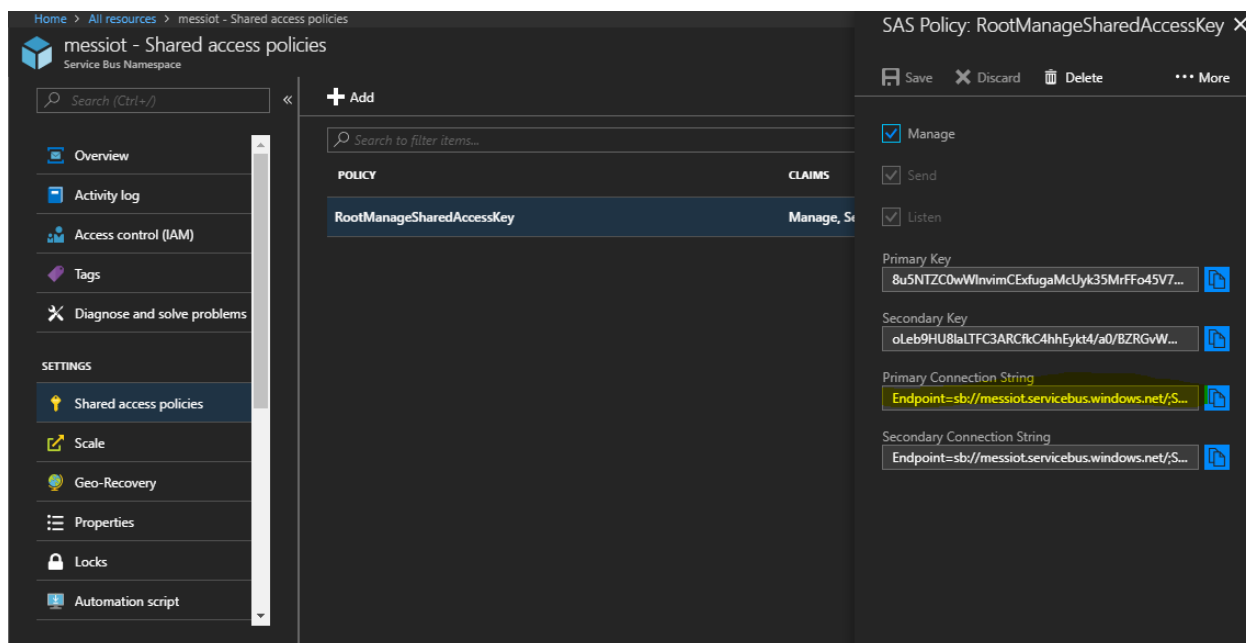 Home > All resources > messiot - Shared access policies
messiot - Shared access policies
Service Bus Namespace
Search (Ctrl+/)
«
Overview
Activity log
Access control (IAM)
Tags
Diagnose and solve problems
SETTINGS
Shared access policies
Scale
Geo-Recovery
Properties
Locks
Automation script
Add
Search to filter items...
POLICY CLAIMS
RootManageSharedAccessKey Manage, Se
SAS Policy: RootManageSharedAccessKey
Save Discard Delete ••• More
Manage
Send
Listen
Primary Key
8u5NTZC0wWInvimCExfugaMcUyk35MrFFo45V7...
Secondary Key
oLeb9HU8laLTFC3ARCfkC4hhEykt4/a0/BZRGvW...
Primary Connection String
Endpoint=sb://messiot.servicebus.windows.net/;S...
Secondary Connection String
Endpoint=sb://messiot.servicebus.windows.net/;S...